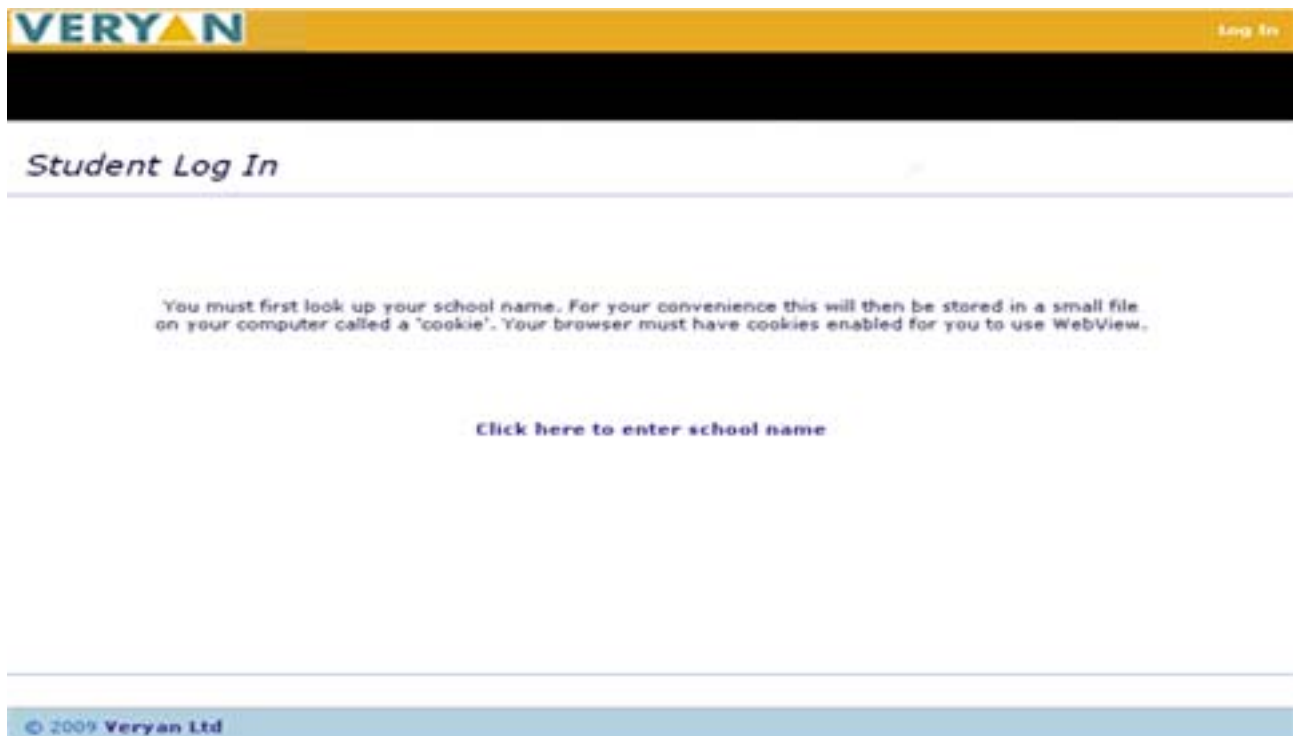 VERYAN
Log In
Student Log In
You must first look up your school name. For your convenience this will then be stored in a small file
on your computer called a 'cookie'. Your browser must have cookies enabled for you to use WebView.
Click here to enter school name
© 2009 Veryan Ltd